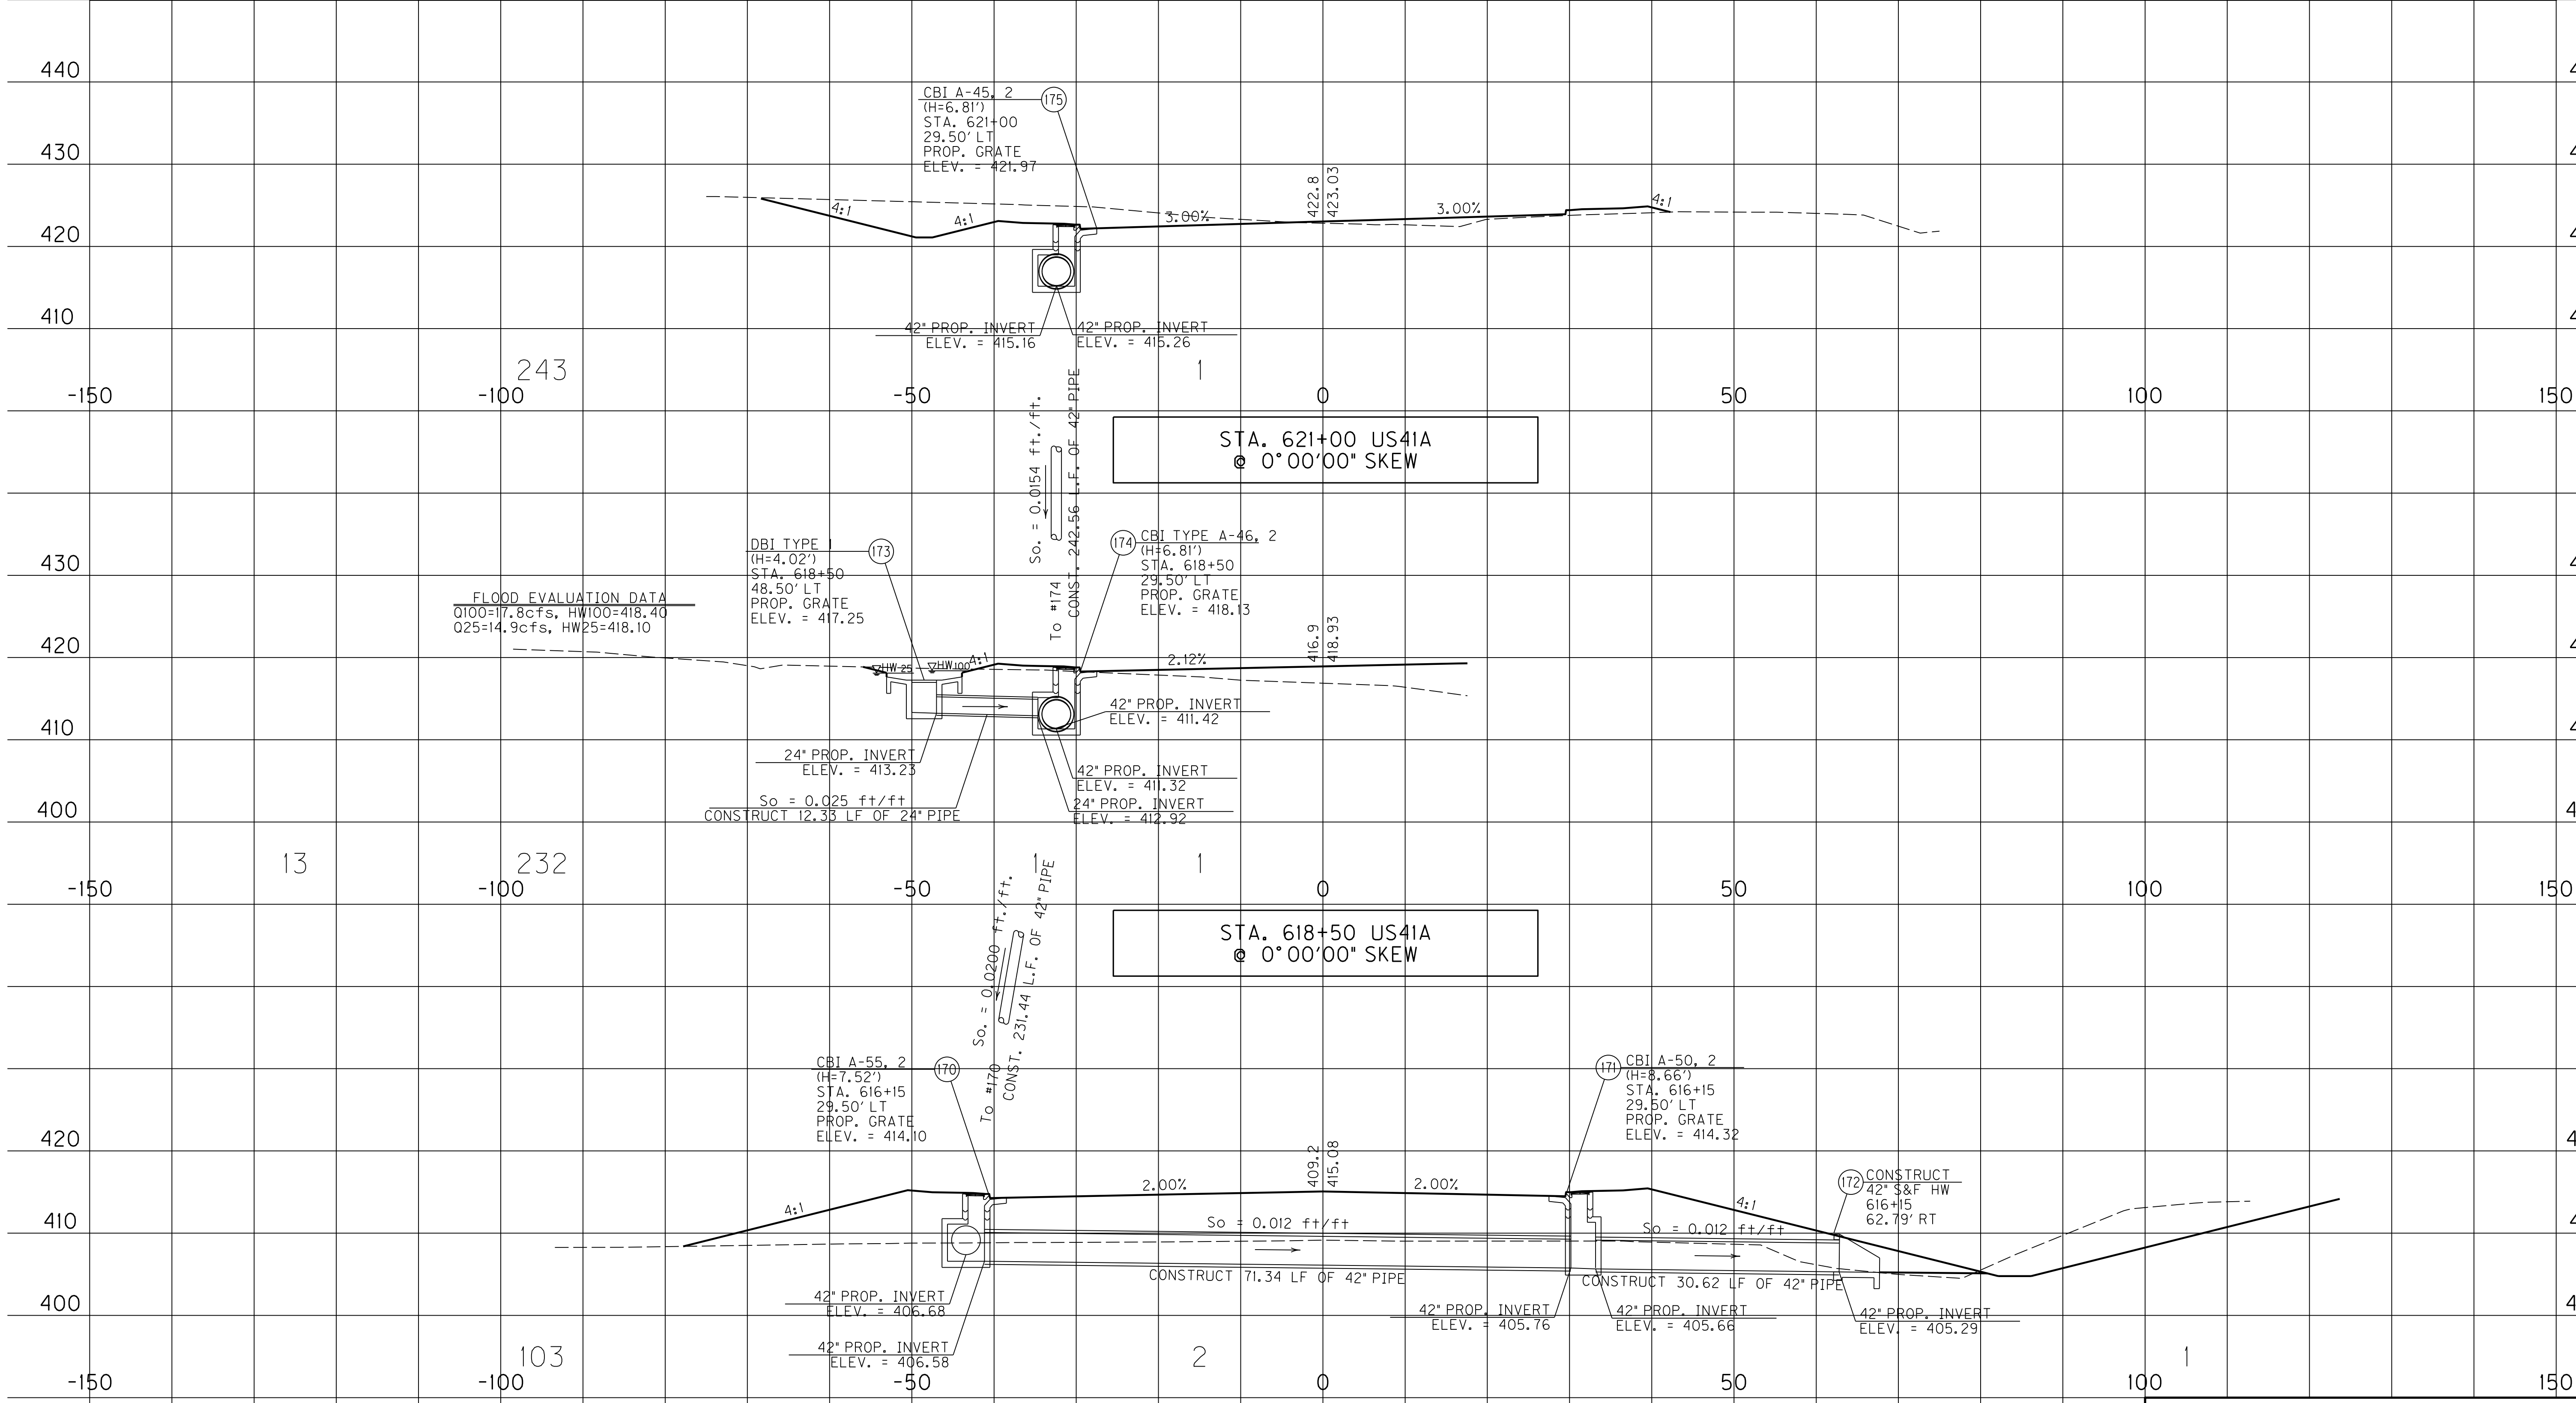 440
430
420
410
CBI A-45, 2
(H=6.81')
STA. 621+00
29.50' LT
PROP. GRATE
ELEV. = 421.97
175
4:1
4:1
3.00%
422.8
423.03
3.00%
4:1
42" PROP. INVERT
ELEV. = 415.16
42" PROP. INVERT
ELEV. = 415.26
243
1
-150
-100
-50
0
50
100
150
STA. 621+00 US41A
@ 0°00'00" SKEW
So. = 0.0154 ft./ft.
To #174
CONST. 242.56 L.F. OF 42" PIPE
430
420
410
400
FLOOD EVALUATION DATA
Q100=17.8cfs, HW100=418.40
Q25=14.9cfs, HW25=418.10
DBI TYPE 1
(H=4.02')
STA. 618+50
48.50' LT
PROP. GRATE
ELEV. = 417.25
173
174
CBI TYPE A-46, 2
(H=6.81')
STA. 618+50
29.50' LT
PROP. GRATE
ELEV. = 418.13
HW 25
HW 100
4:1
2.12%
416.9
418.93
42" PROP. INVERT
ELEV. = 411.42
24" PROP. INVERT
ELEV. = 413.23
42" PROP. INVERT
ELEV. = 411.32
So = 0.025 ft/ft
CONSTRUCT 12.33 LF OF 24" PIPE
24" PROP. INVERT
ELEV. = 412.92
13
232
1
1
-150
-100
-50
0
50
100
150
STA. 618+50 US41A
@ 0°00'00" SKEW
So. = 0.0200 ft./ft.
To #170
CONST. 231.44 L.F. OF 42" PIPE
420
410
400
CBI A-55, 2
(H=7.52')
STA. 616+15
29.50' LT
PROP. GRATE
ELEV. = 414.10
170
171
CBI A-50, 2
(H=8.66')
STA. 616+15
29.50' LT
PROP. GRATE
ELEV. = 414.32
172
CONSTRUCT
42" S&F HW
616+15
62.79' RT
4:1
2.00%
409.2
415.08
2.00%
4:1
So = 0.012 ft/ft
So = 0.012 ft/ft
CONSTRUCT 71.34 LF OF 42" PIPE
CONSTRUCT 30.62 LF OF 42" PIPE
42" PROP. INVERT
ELEV. = 406.68
42" PROP. INVERT
ELEV. = 406.58
42" PROP. INVERT
ELEV. = 405.76
42" PROP. INVERT
ELEV. = 405.66
42" PROP. INVERT
ELEV. = 405.29
103
2
1
-150
-100
-50
0
50
100
150